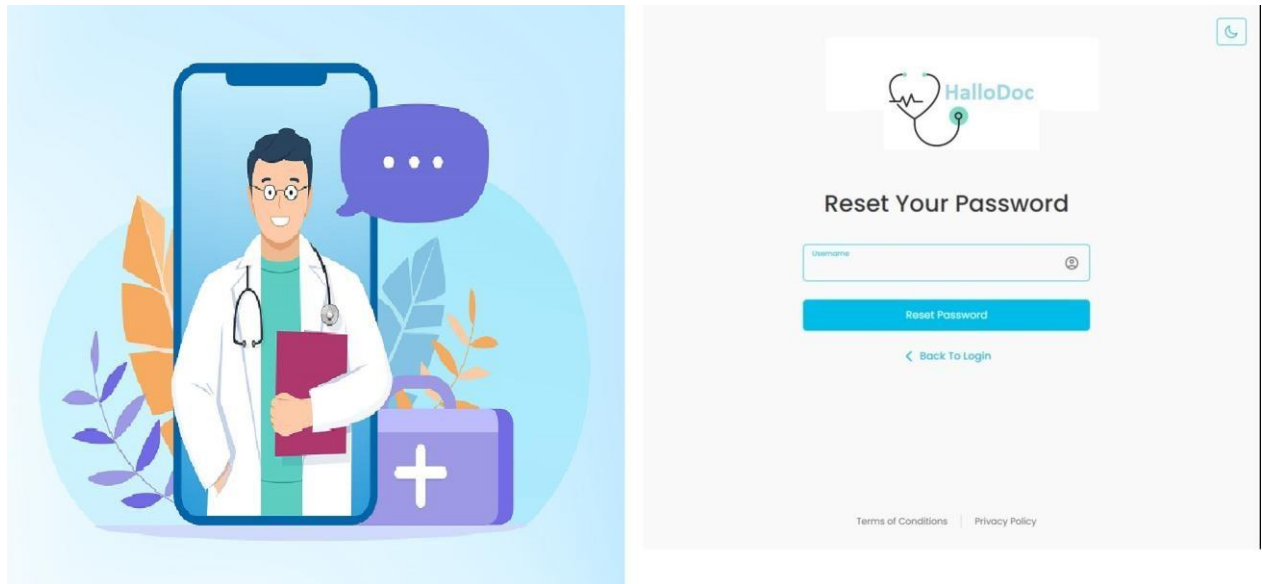 HalloDoc
Reset Your Password
Username
Reset Password
Back To Login
Terms of Conditions Privacy Policy